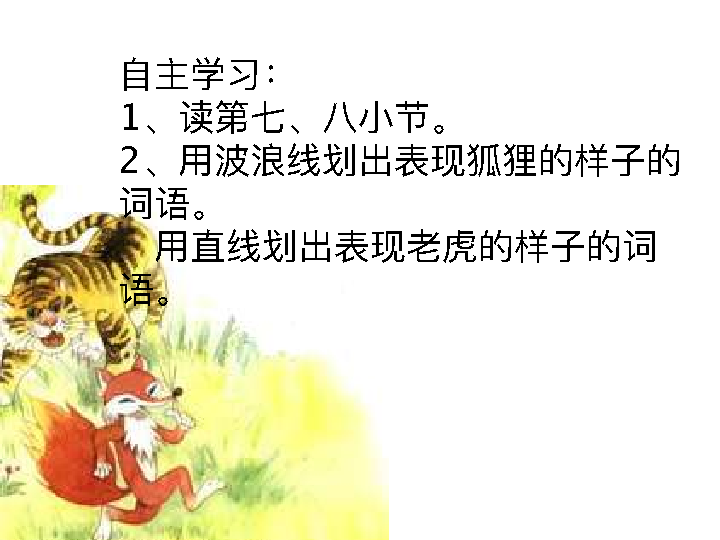 自主学习：
1、读第七、八小节。
2、用波浪线划出表现狐狸的样子的
词语。
用直线划出表现老虎的样子的词
语。